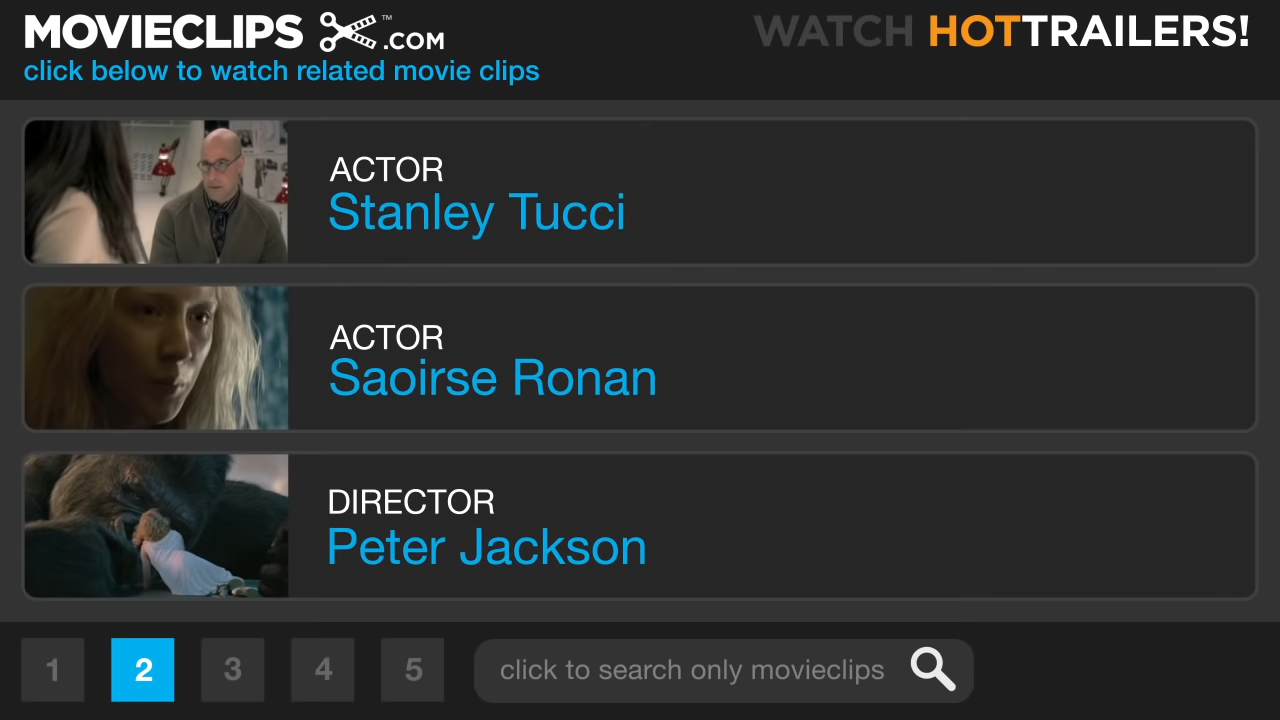 MOVIECLIPS ™ .COM
WATCH HOTTRAILERS!
click below to watch related movie clips
ACTOR
Stanley Tucci
ACTOR
Saoirse Ronan
DIRECTOR
Peter Jackson
1 2 3 4 5 click to search only movieclips